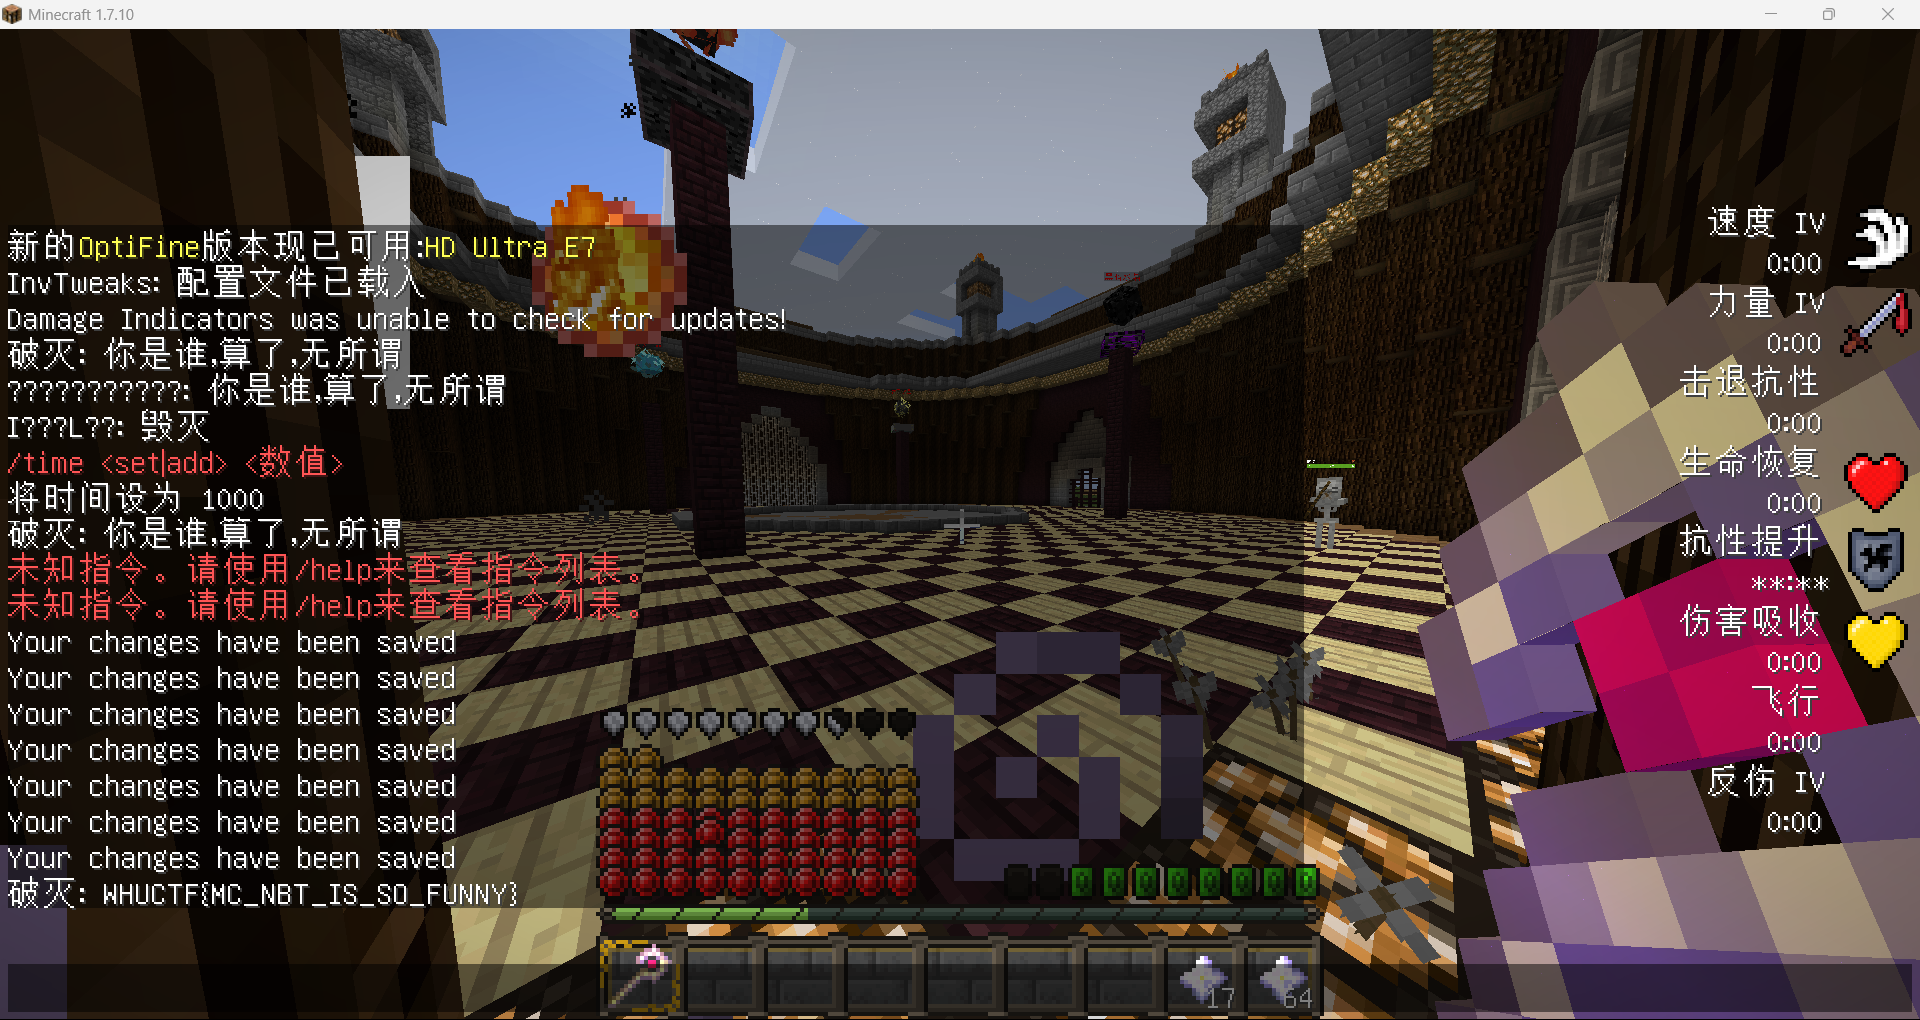 Minecraft 1.7.10
新的OptiFine版本现已可用:HD Ultra E7
InvTweaks: 配置文件已载入
Damage Indicators was unable to check for updates!
破灭: 你是谁,算了,无所谓
???????????: 你是谁,算了,无所谓
I???L??: 毁灭
/time <set|add> <数值>
将时间设为 1000
破灭: 你是谁,算了,无所谓
未知指令。请使用/help来查看指令列表。
未知指令。请使用/help来查看指令列表。
Your changes have been saved
Your changes have been saved
Your changes have been saved
Your changes have been saved
Your changes have been saved
Your changes have been saved
Your changes have been saved
破灭: WHUCTF{MC_NBT_IS_SO_FUNNY}
速度 IV
0:00
力量 IV
0:00
击退抗性
0:00
生命恢复
0:00
抗性提升
**:**
伤害吸收
0:00
飞行
0:00
反伤 IV
0:00
17
64